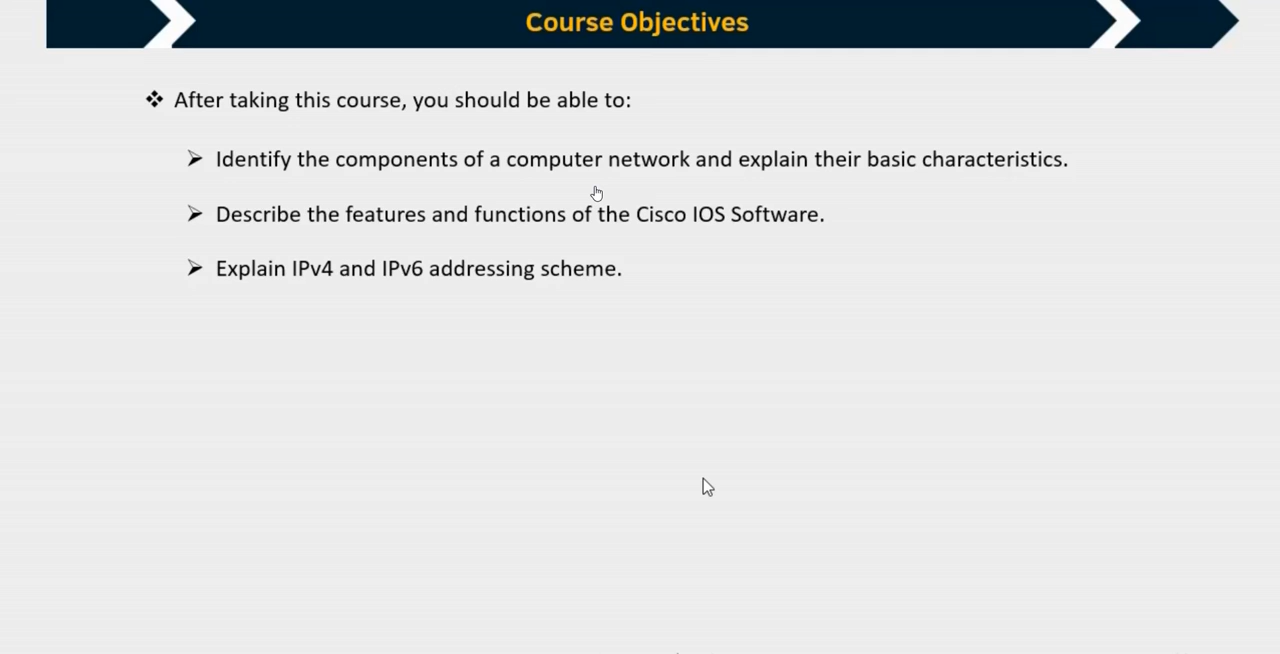 Course Objectives
❖ After taking this course, you should be able to:
➢ Identify the components of a computer network and explain their basic characteristics.
➢ Describe the features and functions of the Cisco IOS Software.
➢ Explain IPv4 and IPv6 addressing scheme.